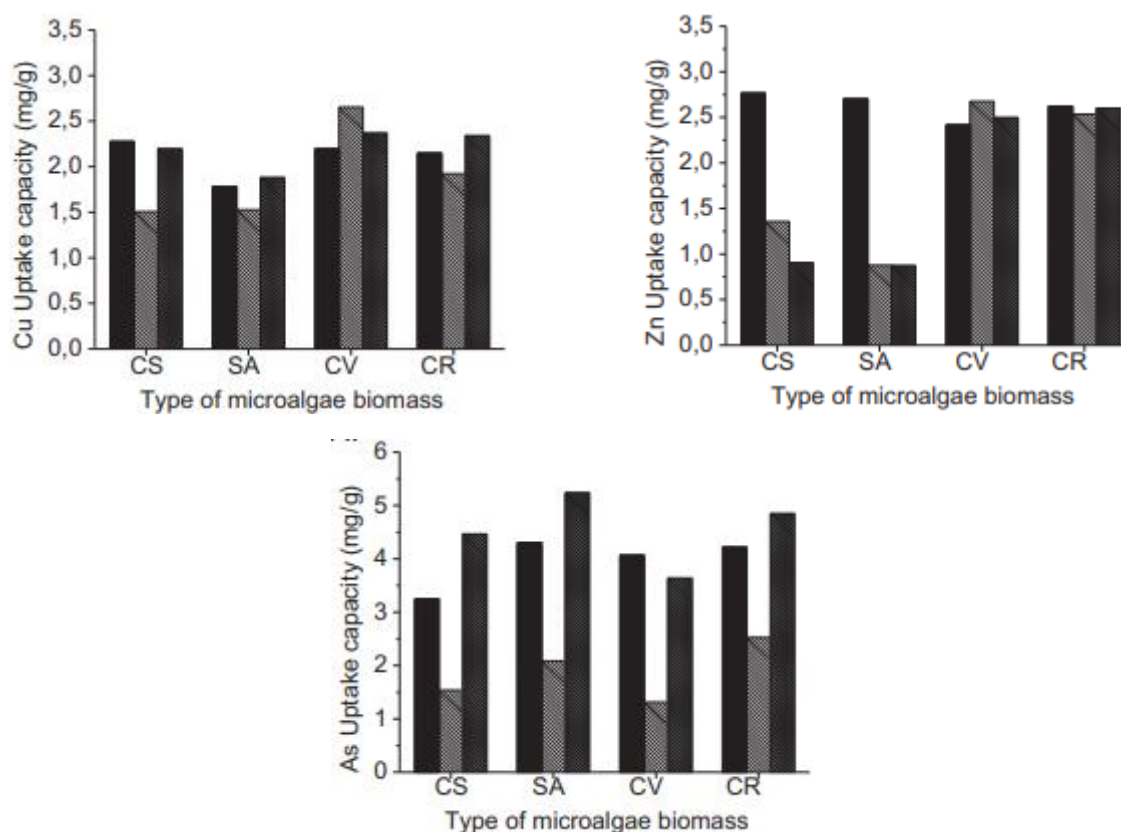 Cu Uptake capacity (mg/g)
3,5
3,0
2,5
2,0
1,5
1,0
0,5
0,0
CS SA CV CR
Type of microalgae biomass
Zn Uptake capacity (mg/g)
3,5
3,0
2,5
2,0
1,5
1,0
0,5
0,0
CS SA CV CR
Type of microalgae biomass
As Uptake capacity (mg/g)
6
5
4
3
2
1
0
CS SA CV CR
Type of microalgae biomass